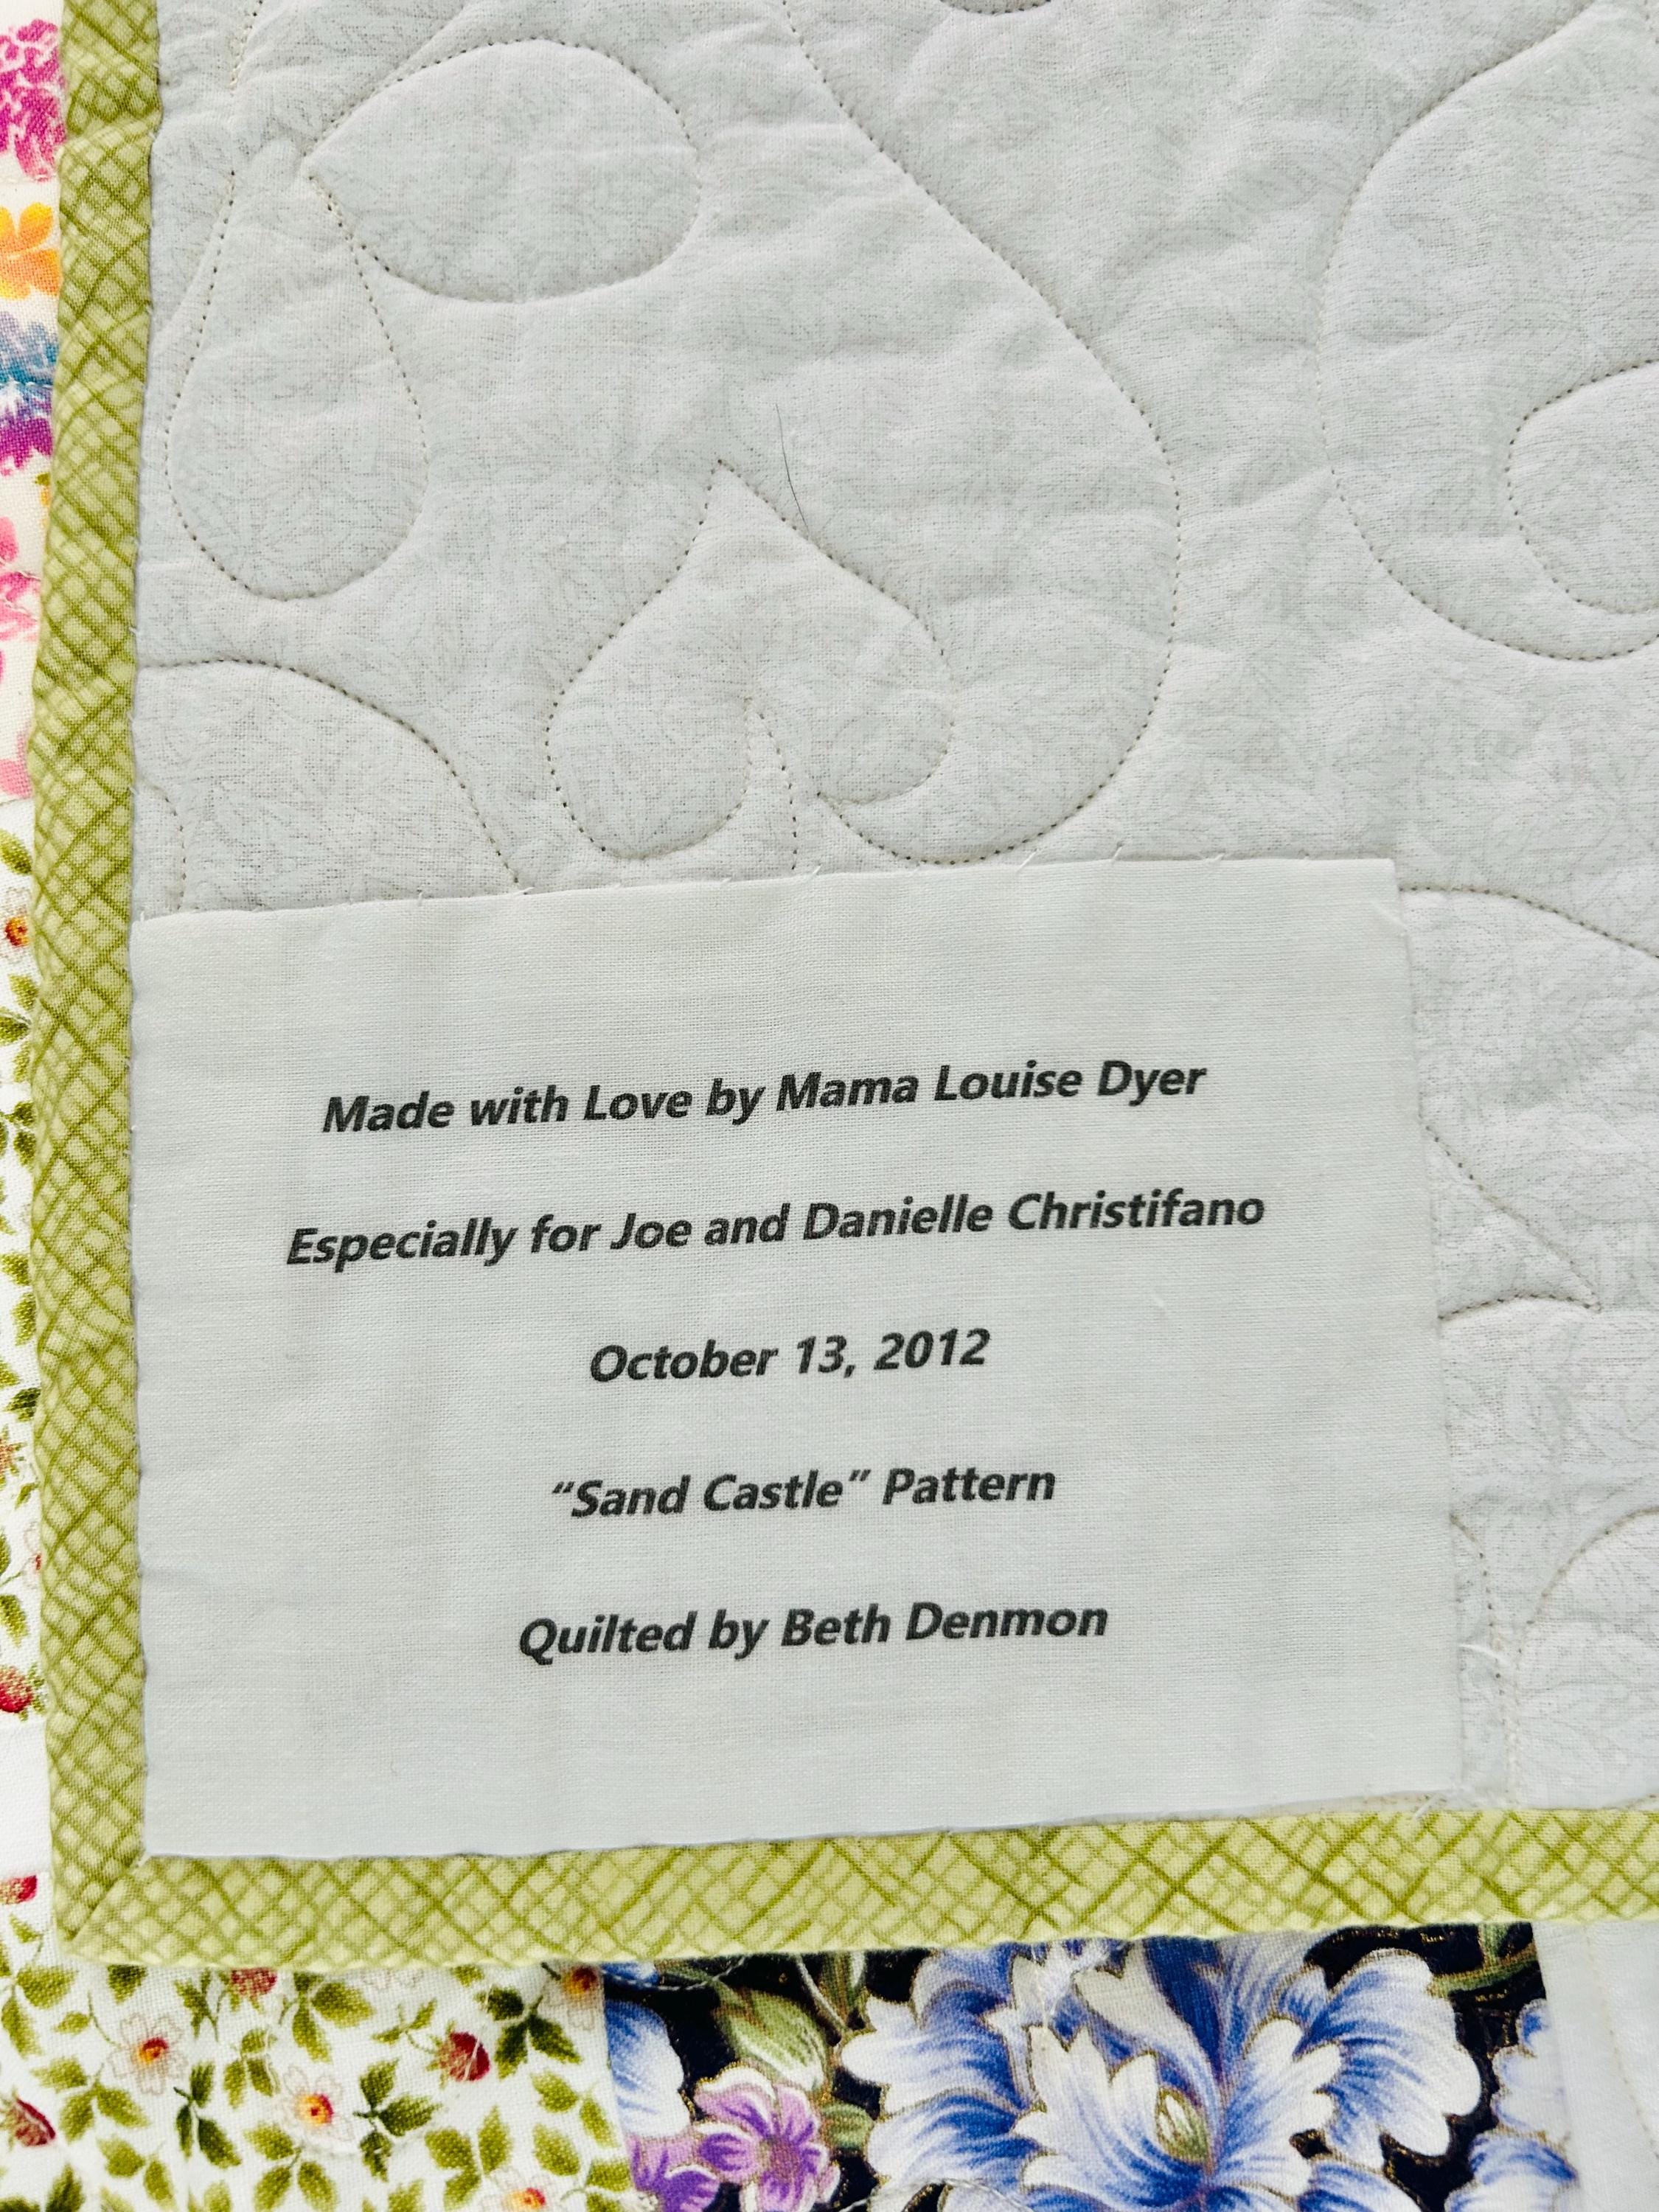 Made with Love by Mama Louise Dyer
Especially for Joe and Danielle Christifano
October 13, 2012
“Sand Castle” Pattern
Quilted by Beth Denmon